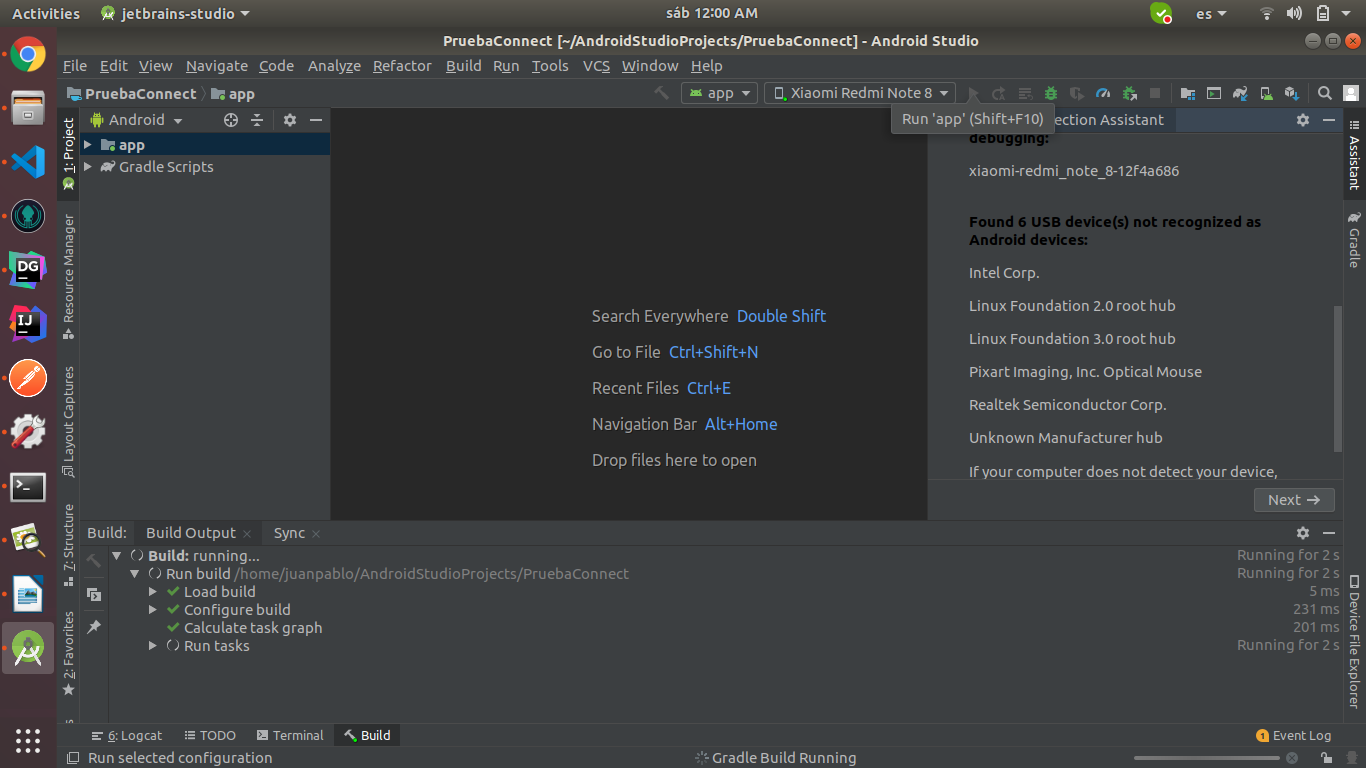 Activities
jetbrains-studio
sáb 12:00 AM
es
PruebaConnect [~/AndroidStudioProjects/PruebaConnect] - Android Studio
File Edit View Navigate Code Analyze Refactor Build Run Tools VCS Window Help
PruebaConnect app
app
Xiaomi Redmi Note 8
Run 'app' (Shift+F10)
Android
ection Assistant
1: Project
Resource Manager
Layout Captures
7: Structure
2: Favorites
app
Gradle Scripts
Search Everywhere Double Shift
Go to File Ctrl+Shift+N
Recent Files Ctrl+E
Navigation Bar Alt+Home
Drop files here to open
debugging:
xiaomi-redmi_note_8-12f4a686
Found 6 USB device(s) not recognized as
Android devices:
Intel Corp.
Linux Foundation 2.0 root hub
Linux Foundation 3.0 root hub
Pixart Imaging, Inc. Optical Mouse
Realtek Semiconductor Corp.
Unknown Manufacturer hub
If your computer does not detect your device,
Next
Assistant
Gradle
Device File Explorer
DG
IJ
Build: Build Output Sync
Build: running... Running for 2 s
Run build /home/juanpablo/AndroidStudioProjects/PruebaConnect Running for 2 s
Load build 5 ms
Configure build 231 ms
Calculate task graph 201 ms
Run tasks Running for 2 s
6: Logcat TODO Terminal Build
1 Event Log
Run selected configuration
Gradle Build Running